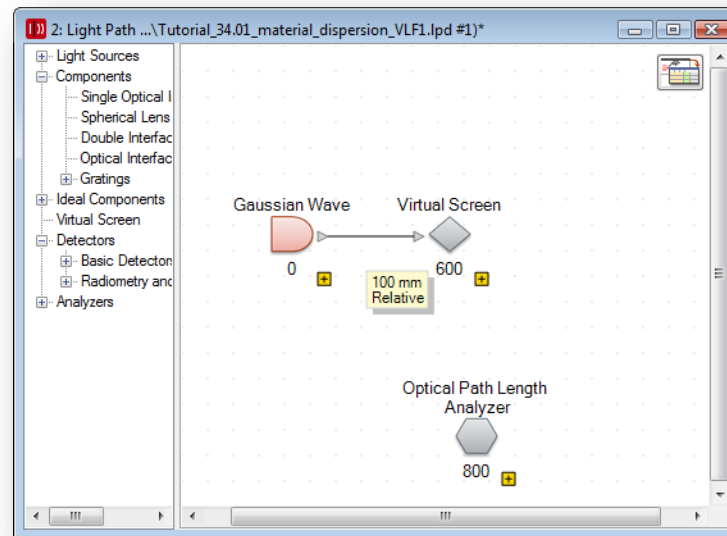 2: Light Path ...\Tutorial_34.01_material_dispersion_VLF1.lpd #1)*
Light Sources
Components
Single Optical I
Spherical Lens
Double Interfac
Optical Interfac
Gratings
Ideal Components
Virtual Screen
Detectors
Basic Detectors
Radiometry and
Analyzers
Gaussian Wave
0
Virtual Screen
600
100 mm
Relative
Optical Path Length
Analyzer
800